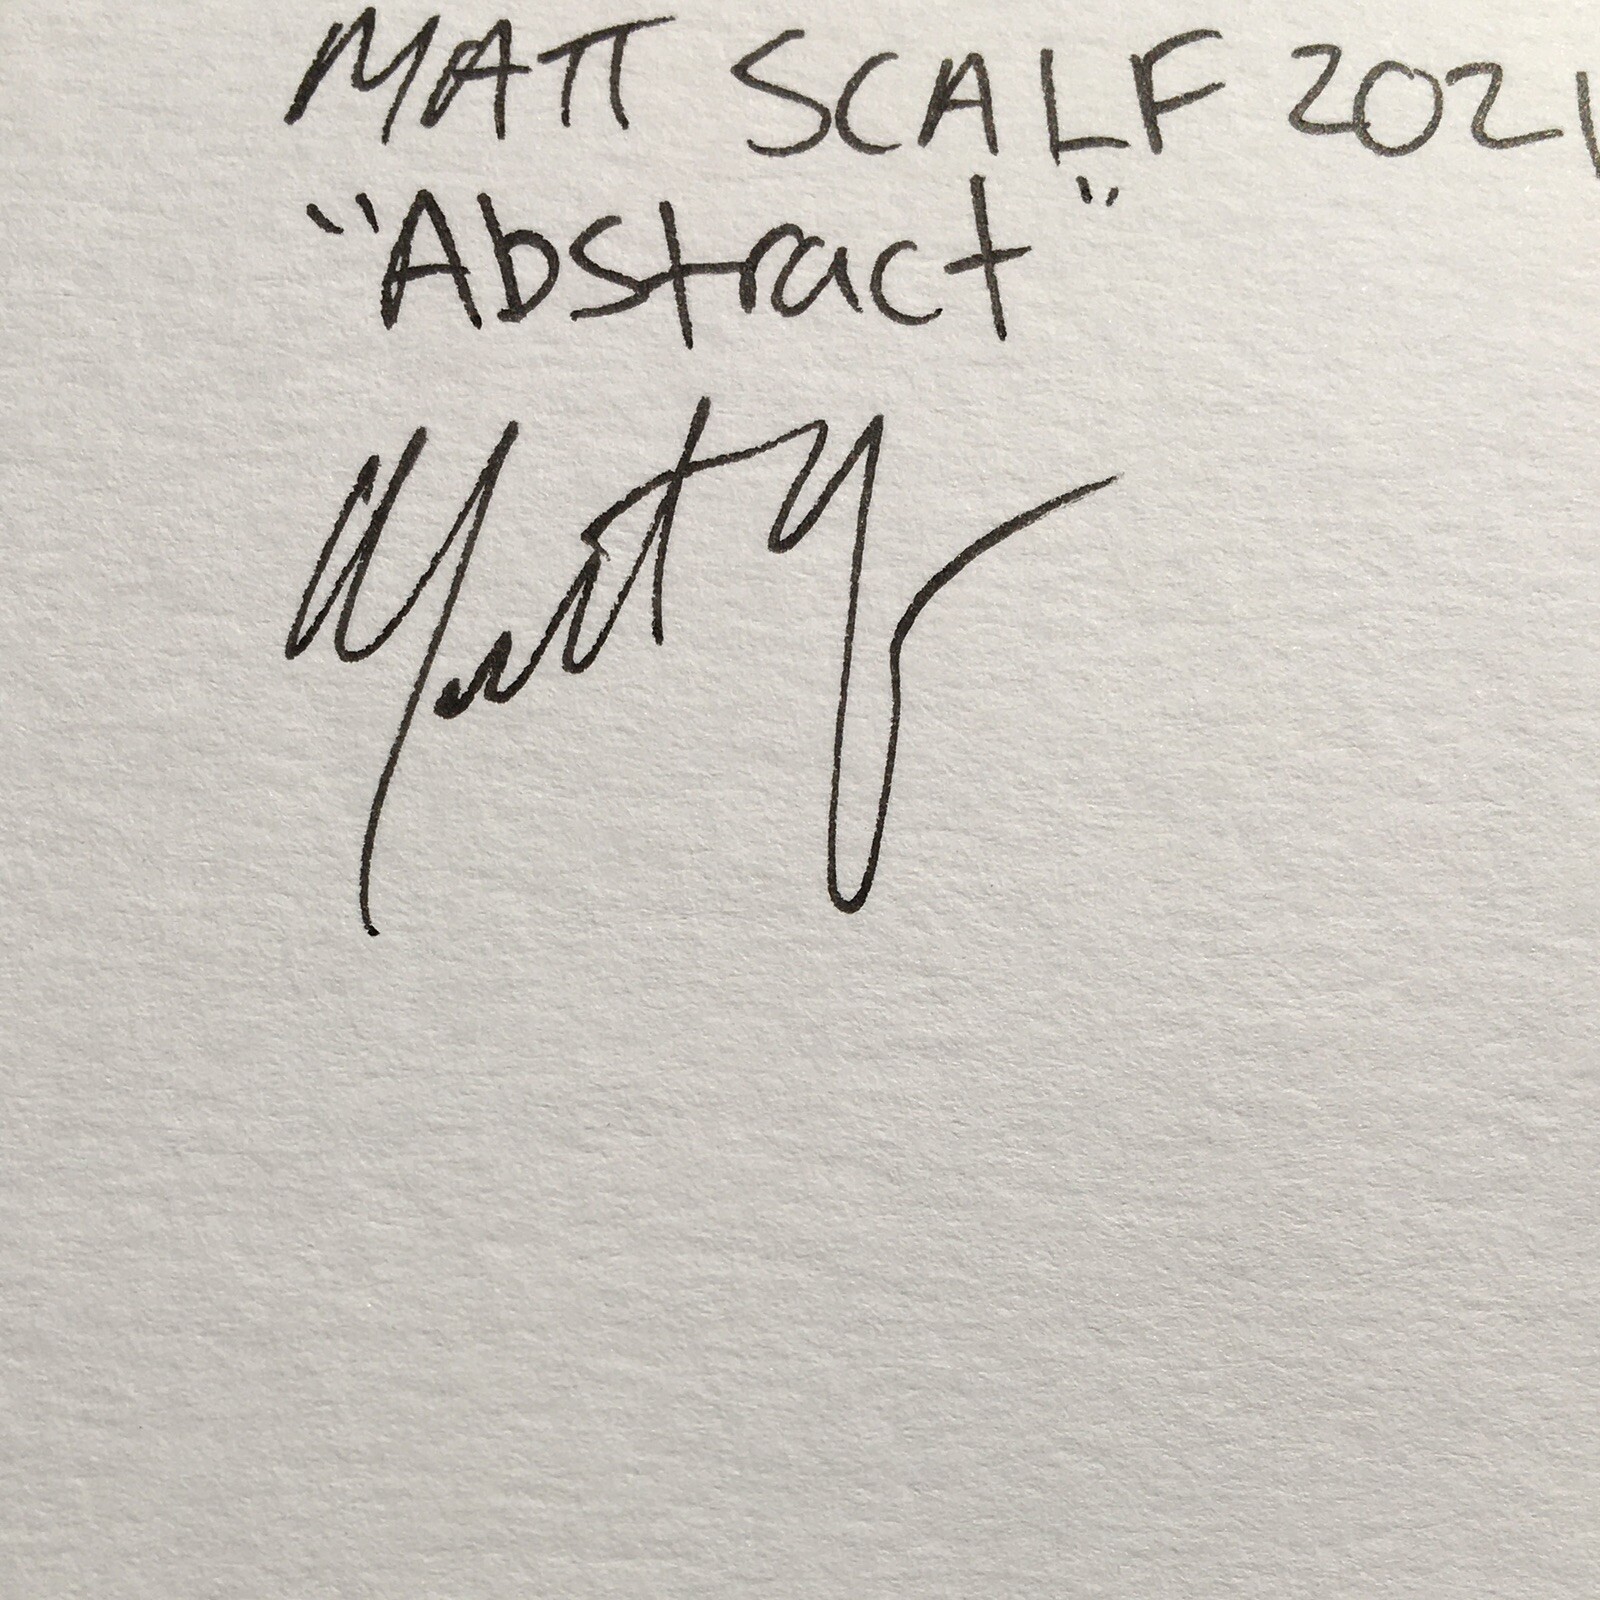 MATT SCALF 2021
"Abstract"